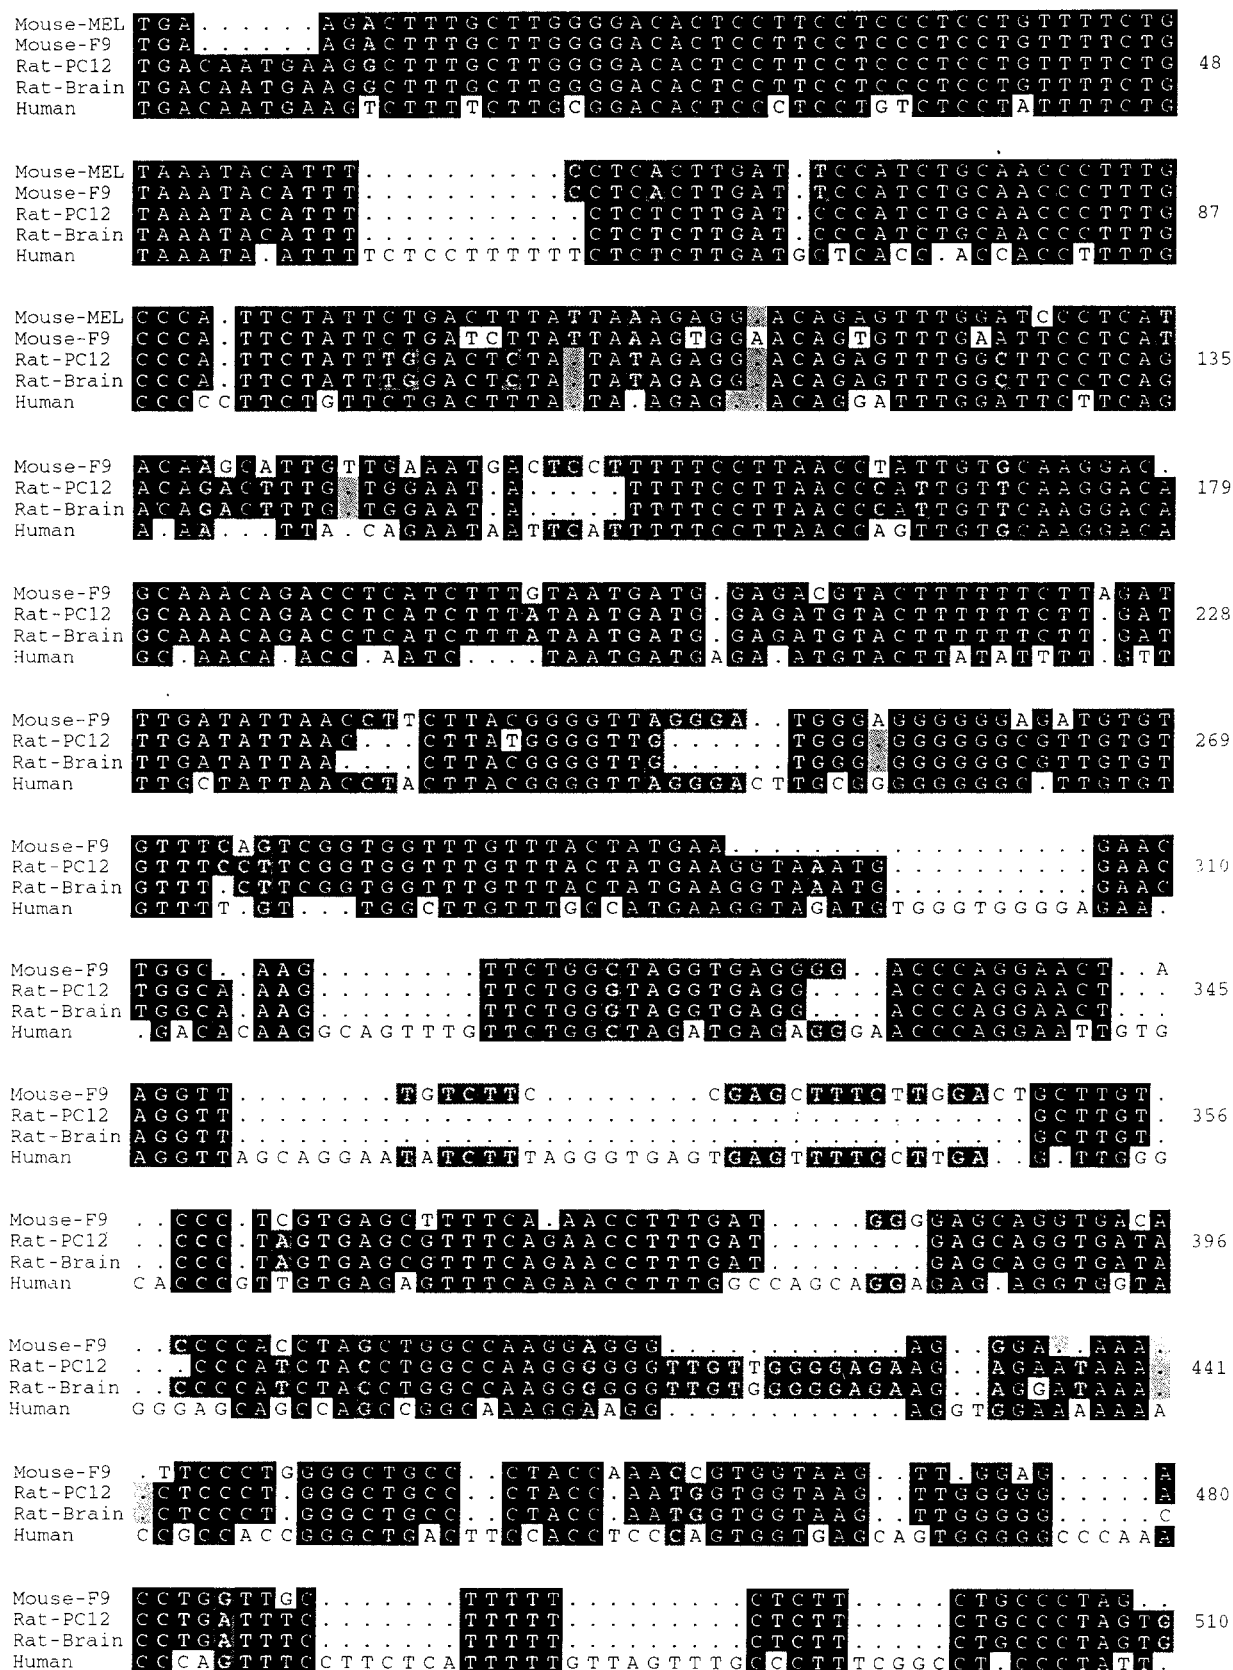 Mouse-MEL TGA......AGACTTTGCTTGGGGACACTCCTTCCTCCCTCCTGTTTTCTG
Mouse-F9 TGA......AGACTTTGCTTGGGGACACTCCTTCCTCCCTCCTGTTTTCTG
Rat-PC12 TGACAATGAAGGCTTTGCTTGGGGACACTCCTTCCTCCCTCCTGTTTTCTG 48
Rat-Brain TGACAATGAAGGCTTTGCTTGGGGACACTCCTTCCTCCCTCCTGTTTTCTG
Human TGACAATGAAGTCTTTTCTTGCGGACACTCCCTCCTGTCTCCTATTTTCTG
Mouse-MEL TAAATACATTT..........CCTCACTTGAT.TCCATCTGCAACCCTTTG
Mouse-F9 TAAATACATTT..........CCTCACTTGAT.TCCATCTGCAACCCTTTG
Rat-PC12 TAAATACATTT...........CTCTCTTGAT.CCCATCTGCAACCCTTTG 87
Rat-Brain TAAATACATTT...........CTCTCTTGAT.CCCATCTGCAACCCTTTG
Human TAAATA.ATTTTCTCCTTTTTTCTCTCTTGATGCTCACC.ACCACCTTTTG
Mouse-MEL CCCA.TTCTATTCTGACTTTATTAAAGAGG.ACAGAGTTTGGATCCCTCAT
Mouse-F9 CCCA.TTCTATTCTGATCTTATTAAAGTGGAACAGTGTTTGAATTCCTCAT
Rat-PC12 CCCA.TTCTATTTGGACTCTA.TATAGAGG.ACAGAGTTTGGCTTCCTCAG 135
Rat-Brain CCCA.TTCTATTTGGACTCTA.TATAGAGG.ACAGAGTTTGGCTTCCTCAG
Human CCCCCTTCTGTTCTGACTTTA.TA.AGAG..ACAGGATTTGGATTCTTCAG
Mouse-F9 ACAAGCATTGTTGAAATGACTCCTTTTTCCTTAACCTATTGTGCAAGGAC.
Rat-PC12 ACAGACTTTG.TGGAAT.A.....TTTTCCTTAACCCATTGTTCAAGGACA 179
Rat-Brain ACAGACTTTG.TGGAAT.A.....TTTTCCTTAACCCATTGTTCAAGGACA
Human A.AA...TTA.CAGAATAATTCATTTTTCCTTAACCAGTTGTGCAAGGACA
Mouse-F9 GCAAACAGACCTCATCTTTGTAATGATG.GAGACGTACTTTTTTCTTAGAT
Rat-PC12 GCAAACAGACCTCATCTTTATAATGATG.GAGATGTACTTTTTTCTT.GAT 228
Rat-Brain GCAAACAGACCTCATCTTTATAATGATG.GAGATGTACTTTTTTCTT.GAT
Human GC.AACA.ACC.AATC....TAATGATGAGA.ATGTACTTATATTTT.GTT
Mouse-F9 TTGATATTAACCTTCTTACGGGGTTAGGGA..TGGGAGGGGGGAGATGTGT
Rat-PC12 TTGATATTAAC...CTTATGGGGTTG......TGGG.GGGGGGCGTTGTGT 269
Rat-Brain TTGATATTAA....CTTACGGGGTTG......TGGG.GGGGGGCGTTGTGT
Human TTGCTATTAACCTACTTACGGGGTTAGGGACTTGCGGGGGGGGC.TTGTGT
Mouse-F9 GTTTCAGTCGGTGGTTTGTTTACTATGAA..................GAAC
Rat-PC12 GTTTCCTTCGGTGGTTTGTTTACTATGAAGGTAAATG..........GAAC 310
Rat-Brain GTTT.CTTCGGTGGTTTGTTTACTATGAAGGTAAATG..........GAAC
Human GTTTT.GT...TGGCTTGTTTGCCATGAAGGTAGATGTGGGTGGGGAGAA.
Mouse-F9 TGGC..AAG........TTCTGGCTAGGTGAGGGG..ACCCAGGAACT..A
Rat-PC12 TGGCA.AAG........TTCTGGGTAGGTGAGG....ACCCAGGAACT... 345
Rat-Brain TGGCA.AAG........TTCTGGGTAGGTGAGG....ACCCAGGAACT...
Human .GACACAAGGCAGTTTGTTCTGGCTAGATGAGAGGGAACCCAGGAATTGTG
Mouse-F9 AGGTT........TGTCTTC.......CGAGCTTTCTTGGACTGCTTGT.
Rat-PC12 AGGTT.......................................GCTTGT. 356
Rat-Brain AGGTT.......................................GCTTGT.
Human AGGTTAGCAGGAATATCTTTAGGGTGAGTGAGTTTTCCTTGA..G.TTGGG
Mouse-F9 ..CCC.TCGTGAGCTTTTCA.AACCTTTGAT.....GGGGAGCAGGTGACA
Rat-PC12 ..CCC.TAGTGAGCGTTTCAGAACCTTTGAT........GAGCAGGTGATA 396
Rat-Brain ..CCC.TAGTGAGCGTTTCAGAACCTTTGAT........GAGCAGGTGATA
Human CACCCGTTGTGAGAGTTTCAGAACCTTTGGCCAGCAGGAGAG.AGGTGGTA
Mouse-F9 ..CCCCACCTAGCTGGCCAAGGAGGG............AG..GGA.AAA.
Rat-PC12 ...CCCATCTACCTGGCCAAGGGGGGTTGTTGGGGAGAAG..AGAATAAA. 441
Rat-Brain ..CCCCATCTACCTGGCCAAGGGGGGTTGTGGGGGAGAAG..AGGATAAA.
Human GGGAGCAGCCAGCCGGCAAAGGAAGG............AGGTGGAAAAAAA
Mouse-F9 .TTCCCTGGGGCTGCC..CTACCAAACCGTGGTAAG..TT.GGAG.....A
Rat-PC12 .CTCCCT.GGGCTGCC..CTACC.AATGGTGGTAAG..TTGGGGG.....A 480
Rat-Brain .CTCCCT.GGGCTGCC..CTACC.AATGGTGGTAAG..TTGGGGG.....C
Human CCGCCACCGGGCTGACTTCCACCTCCCAGTGGTGAGCAGTGGGGGCCCAAA
Mouse-F9 CCTGGTTGC.......TTTTT.........CTCTT.....CTGCCCTAG..
Rat-PC12 CCTGATTTC.......TTTTT.........CTCTT.....CTGCCCTAGTG 510
Rat-Brain CCTGATTTC.......TTTTT.........CTCTT.....CTGCCCTAGTG
Human CCCAGTTTCCTTCTCATTTTTGTTAGTTTGCCCTTTCGGCCT.CCCTATT.